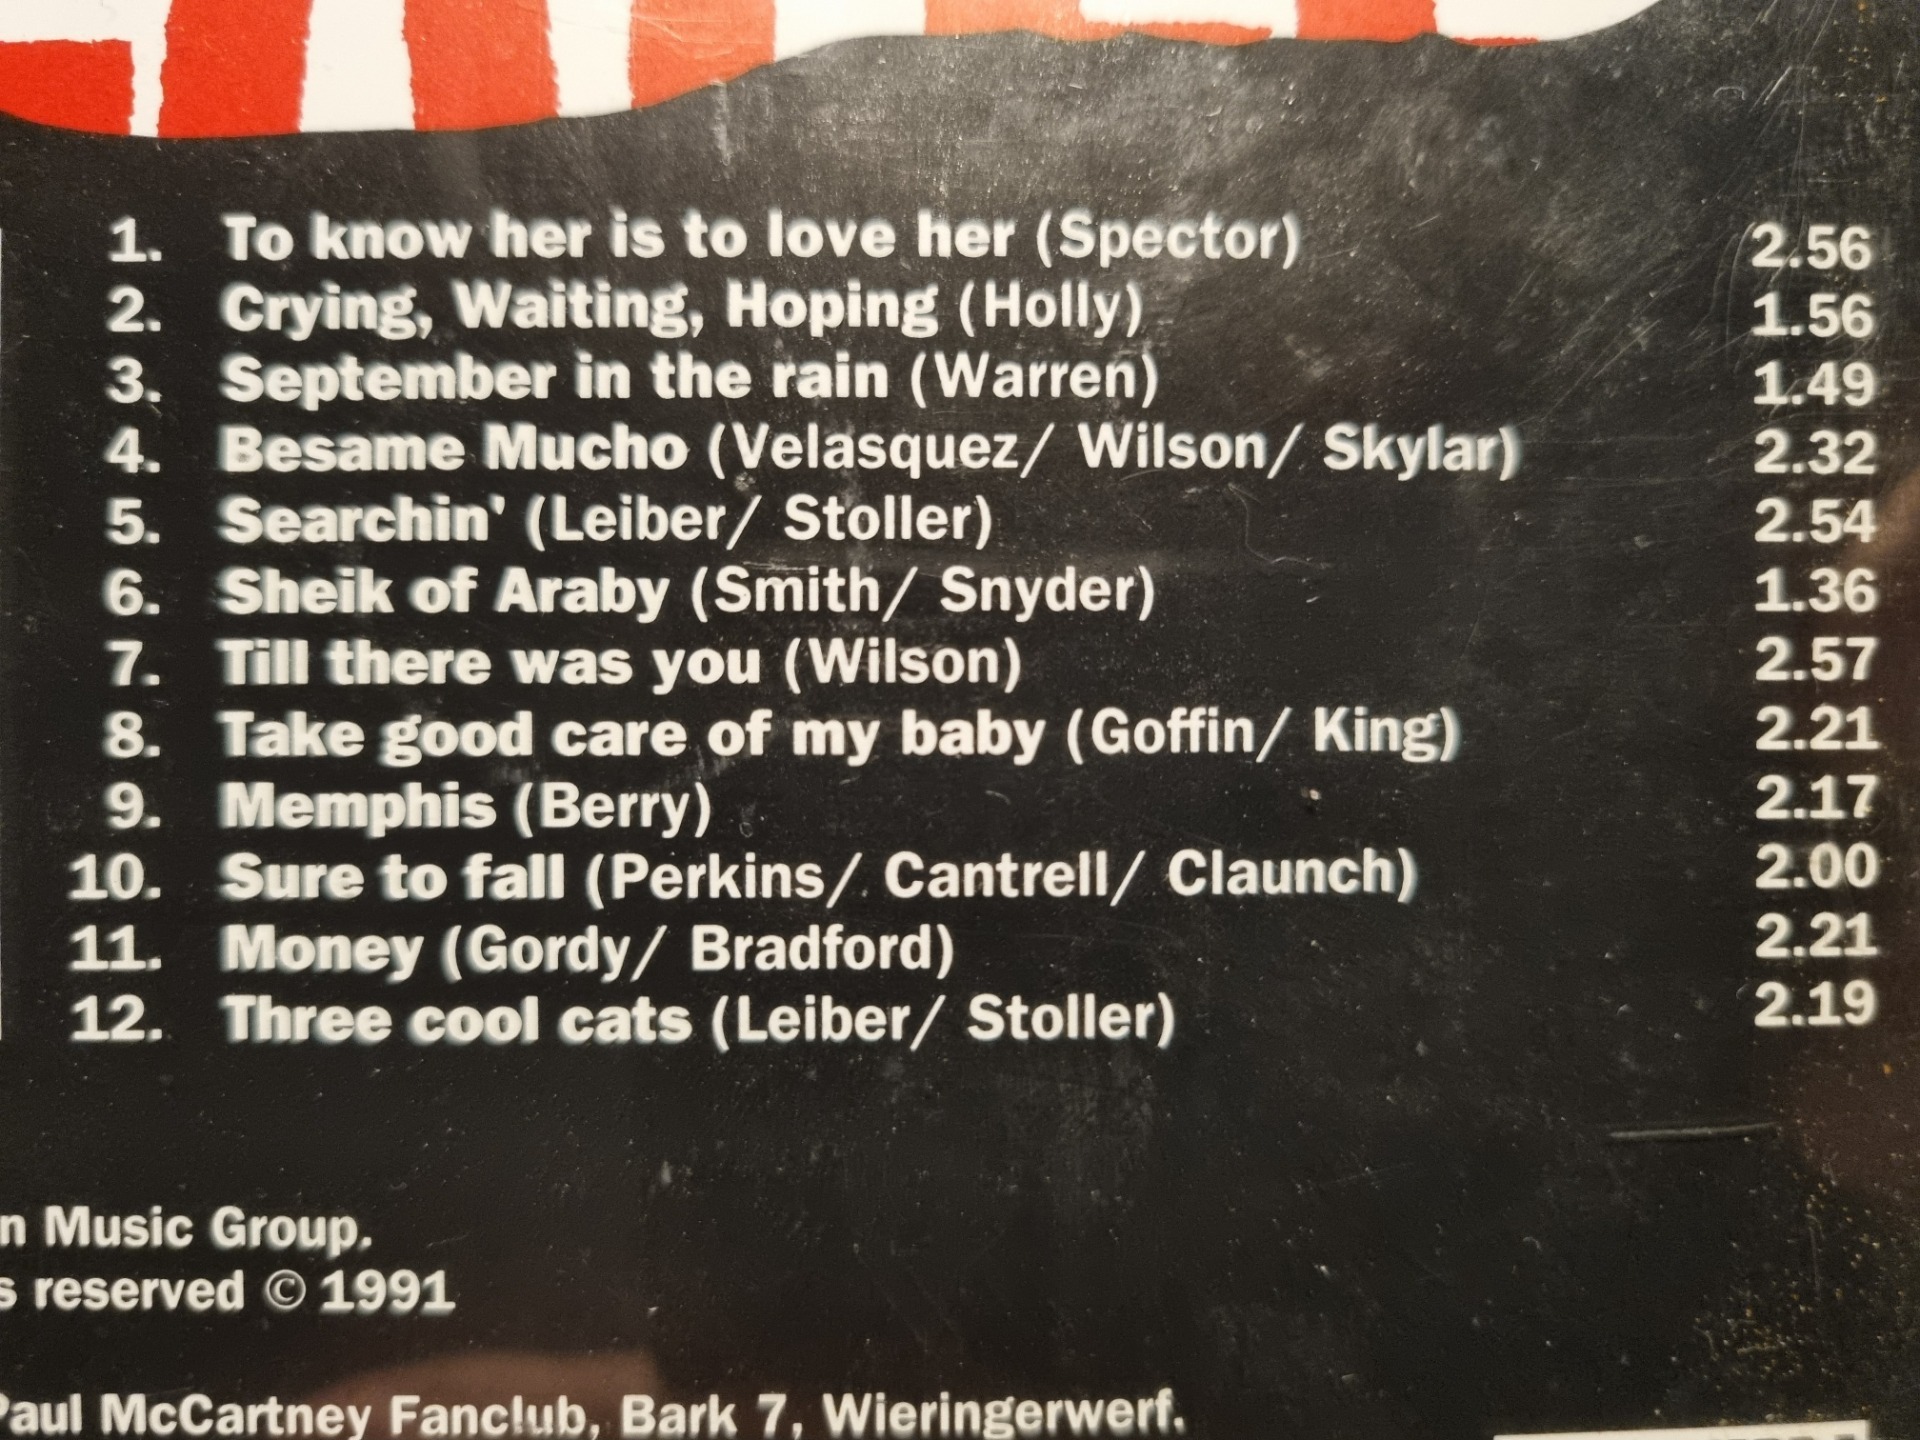 1. To know her is to love her (Spector) 2.56
2. Crying, Waiting, Hoping (Holly) 1.56
3. September in the rain (Warren) 1.49
4. Besame Mucho (Velasquez/ Wilson/ Skylar) 2.32
5. Searchin' (Leiber/ Stoller) 2.54
6. Sheik of Araby (Smith/ Snyder) 1.36
7. Till there was you (Wilson) 2.57
8. Take good care of my baby (Goffin/ King) 2.21
9. Memphis (Berry) 2.17
10. Sure to fall (Perkins/ Cantrell/ Claunch) 2.00
11. Money (Gordy/ Bradford) 2.21
12. Three cool cats (Leiber/ Stoller) 2.19
n Music Group.
s reserved © 1991
Paul McCartney Fanclub, Bark 7, Wieringerwerf.